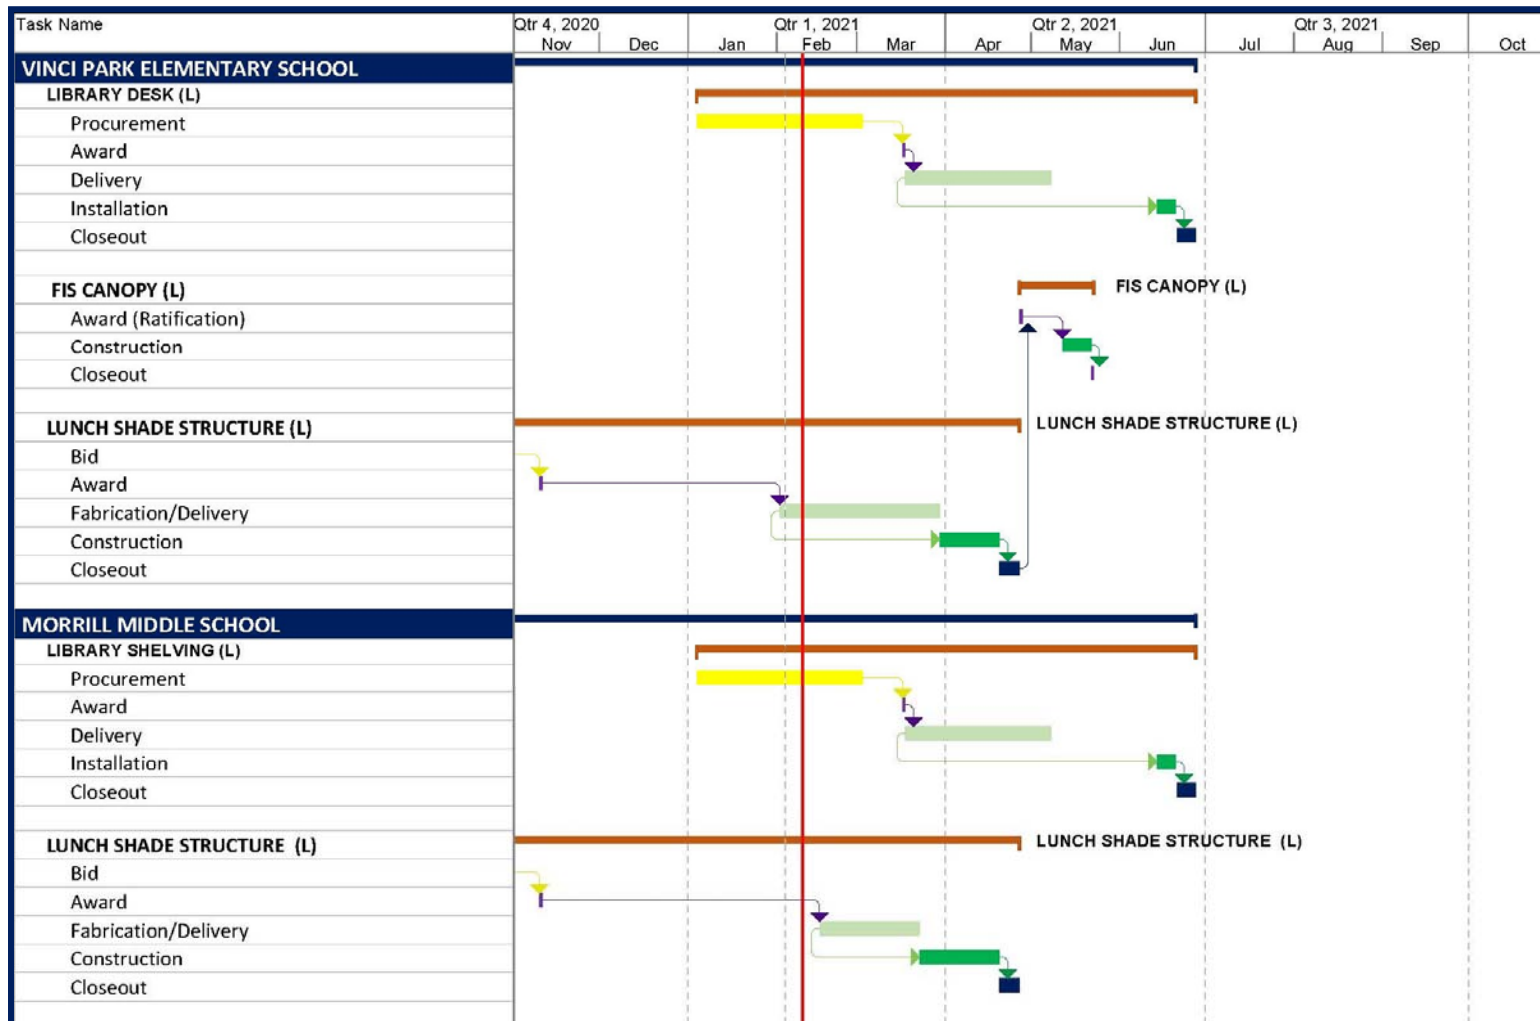 Task Name
Qtr 4, 2020 Qtr 1, 2021 Qtr 2, 2021 Qtr 3, 2021
Nov Dec Jan Feb Mar Apr May Jun Jul Aug Sep Oct
VINCI PARK ELEMENTARY SCHOOL
LIBRARY DESK (L)
Procurement
Award
Delivery
Installation
Closeout
FIS CANOPY (L) FIS CANOPY (L)
Award (Ratification)
Construction
Closeout
LUNCH SHADE STRUCTURE (L) LUNCH SHADE STRUCTURE (L)
Bid
Award
Fabrication/Delivery
Construction
Closeout
MORRILL MIDDLE SCHOOL
LIBRARY SHELVING (L)
Procurement
Award
Delivery
Installation
Closeout
LUNCH SHADE STRUCTURE (L) LUNCH SHADE STRUCTURE (L)
Bid
Award
Fabrication/Delivery
Construction
Closeout